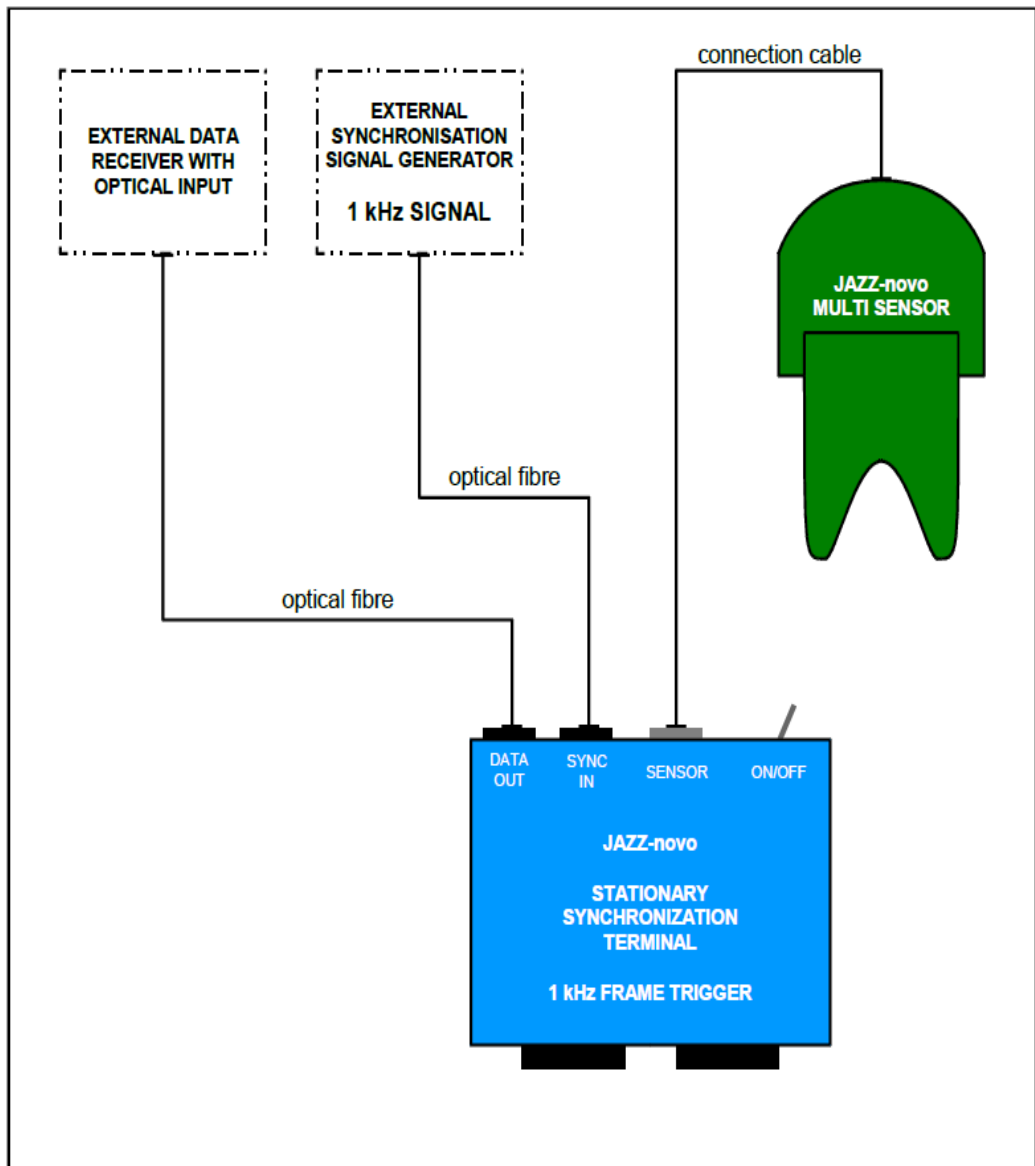 connection cable
EXTERNAL DATA
RECEIVER WITH
OPTICAL INPUT
EXTERNAL
SYNCHRONISATION
SIGNAL GENERATOR
1 kHz SIGNAL
JAZZ-novo
MULTI SENSOR
optical fibre
optical fibre
DATA
OUT
SYNC
IN
SENSOR
ON/OFF
JAZZ-novo
STATIONARY
SYNCHRONIZATION
TERMINAL
1 kHz FRAME TRIGGER